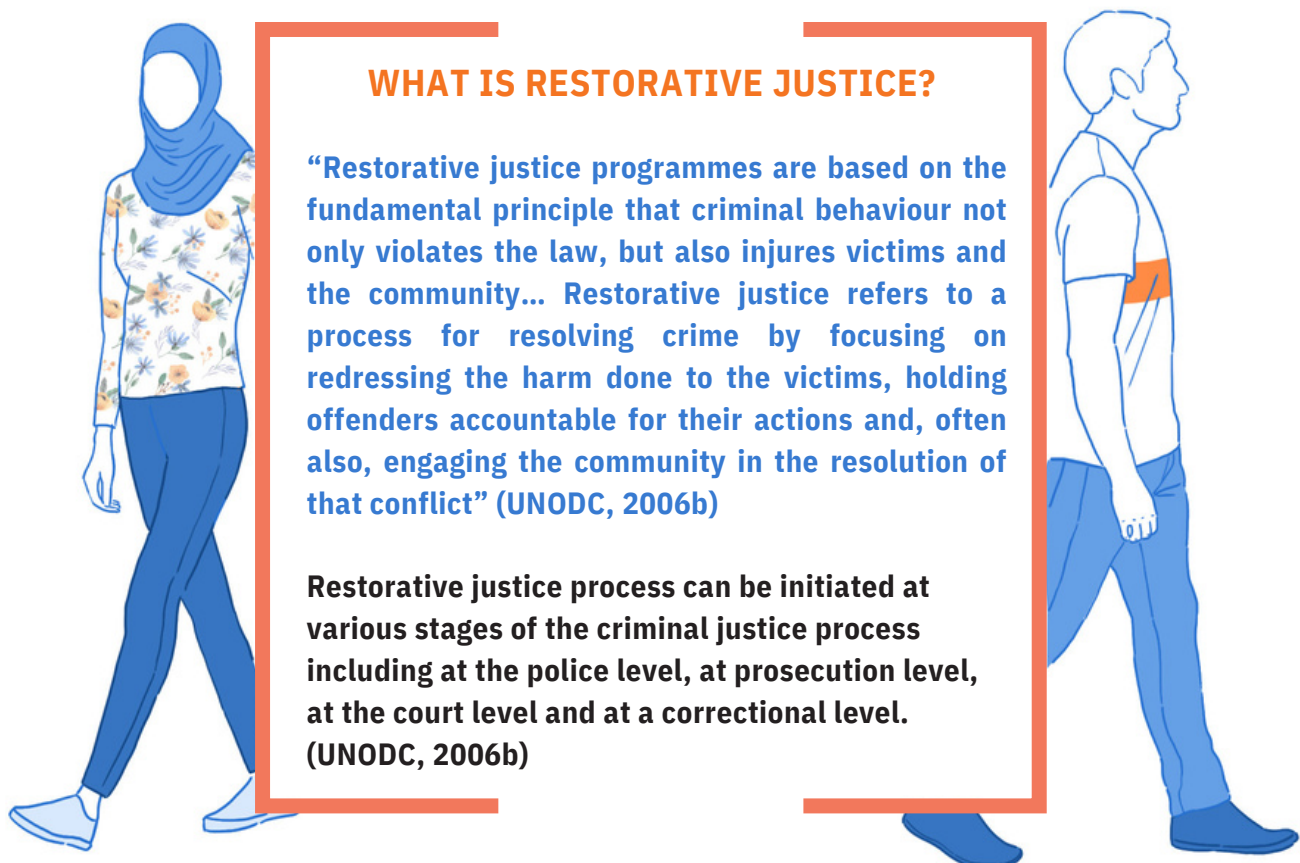 WHAT IS RESTORATIVE JUSTICE?
“Restorative justice programmes are based on the
fundamental principle that criminal behaviour not
only violates the law, but also injures victims and
the community... Restorative justice refers to a
process for resolving crime by focusing on
redressing the harm done to the victims, holding
offenders accountable for their actions and, often
also, engaging the community in the resolution of
that conflict” (UNODC, 2006b)
Restorative justice process can be initiated at
various stages of the criminal justice process
including at the police level, at prosecution level,
at the court level and at a correctional level.
(UNODC, 2006b)